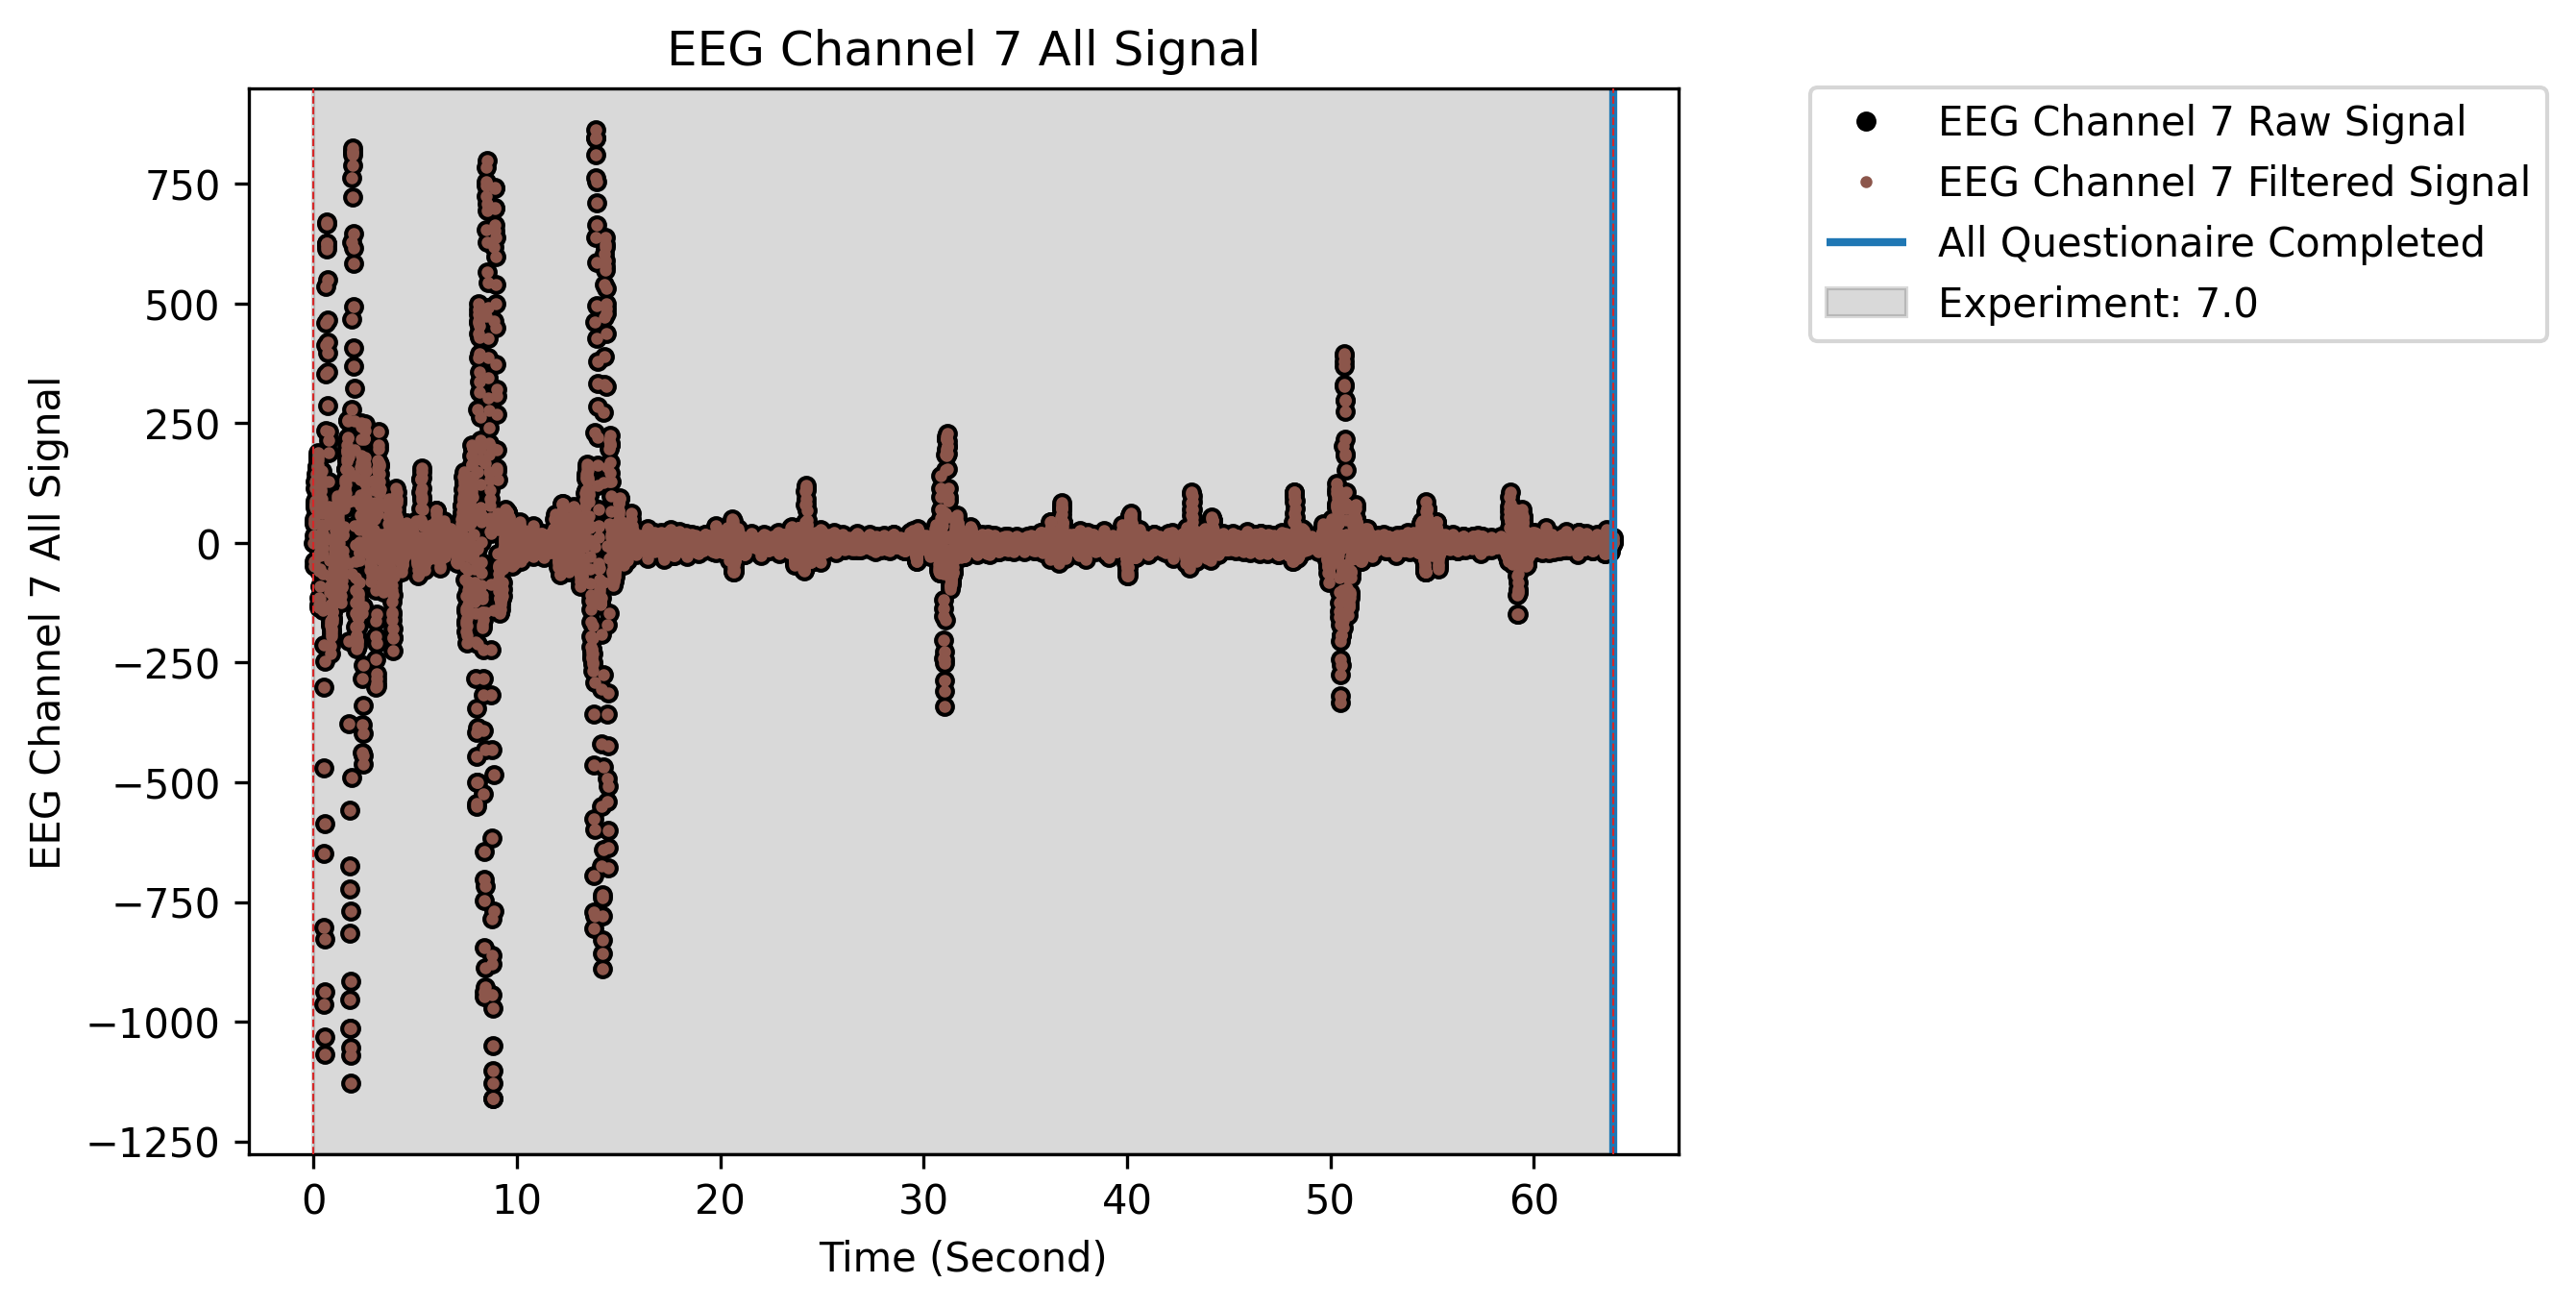 EEG Channel 7 All Signal
EEG Channel 7 All Signal
750
500
250
0
−250
−500
−750
−1000
−1250
0 10 20 30 40 50 60
Time (Second)
EEG Channel 7 Raw Signal
EEG Channel 7 Filtered Signal
All Questionaire Completed
Experiment: 7.0